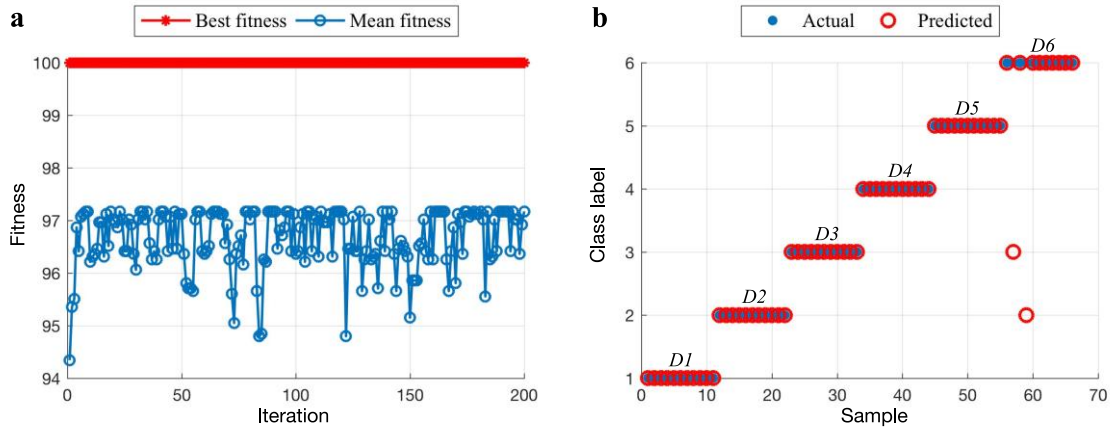 a
Best fitness
Mean fitness
100
99
98
97
96
95
94
Fitness
0
50
100
150
200
Iteration
b
Actual
Predicted
6
5
4
3
2
1
Class label
D1
D2
D3
D4
D5
D6
0
10
20
30
40
50
60
70
Sample